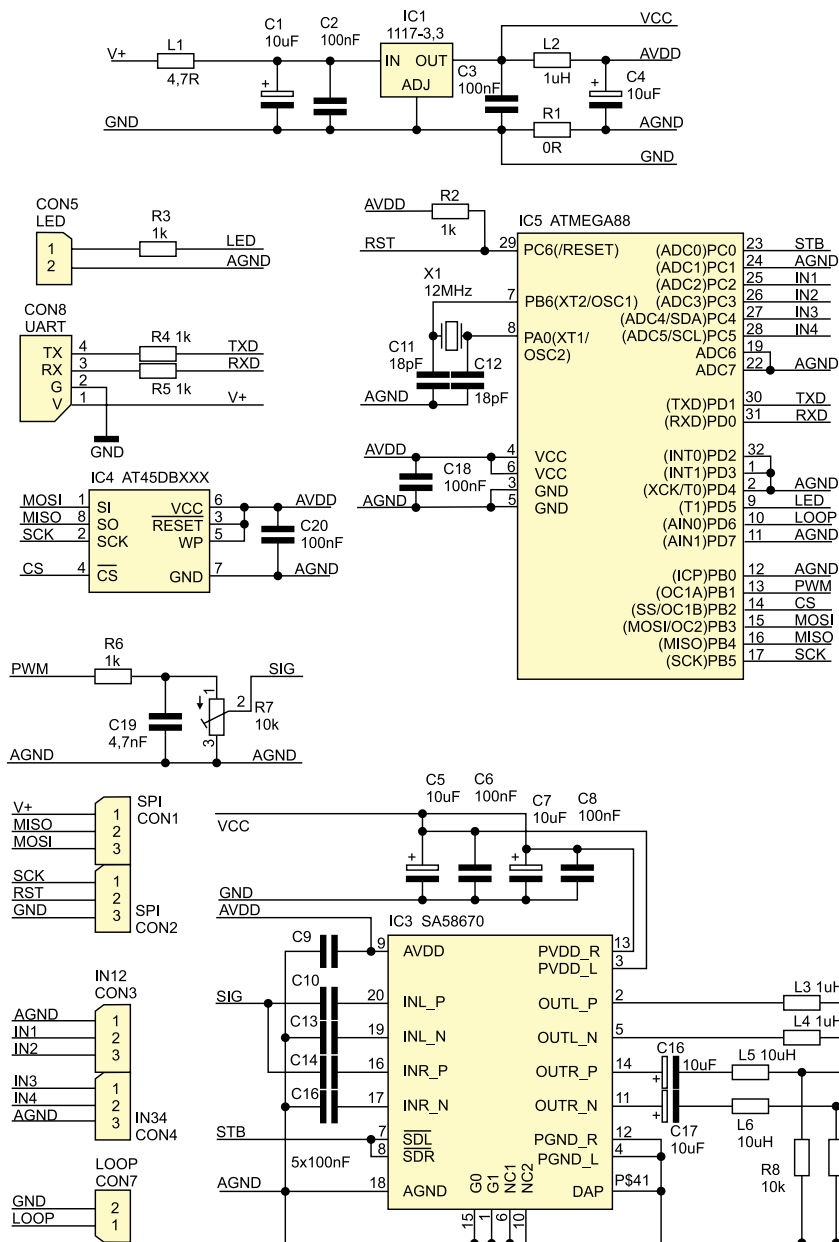 V+
L1
4,7R
C1
10uF
C2
100nF
IC1
1117-3,3
IN OUT
ADJ
C3
100nF
VCC
L2
1uH
AVDD
C4
10uF
+
+
GND
R1
0R
AGND
GND
CON5
LED
1
2
R3
1k
LED
AGND
CON8
UART
TX
RX
G
V
4
3
2
1
R4 1k
R5 1k
TXD
RXD
V+
GND
IC4 AT45DBXXX
MOSI 1 SI
MISO 8 SO
SCK 2 SCK
CS 4 CS
VCC 6 AVDD
RESET 3
WP 5
GND 7 AGND
C20
100nF
AVDD
R2
1k
RST
X1
12MHz
C11
18pF
C12
18pF
AGND
AVDD
C18
100nF
AGND
IC5 ATMEGA88
29 PC6(/RESET)
7 PB6(XT2/OSC1)
8 PA0(XT1/
OSC2)
4 VCC
6 VCC
3 GND
5 GND
(ADC0)PC0 23 STB
(ADC1)PC1 24 AGND
(ADC2)PC2 25 IN1
(ADC3)PC3 26 IN2
(ADC4/SDA)PC4 27 IN3
(ADC5/SCL)PC5 28 IN4
ADC6 19
ADC7 22 AGND
(TXD)PD1 30 TXD
(RXD)PD0 31 RXD
(INT0)PD2 32
(INT1)PD3 1
(XCK/T0)PD4 2 AGND
(T1)PD5 9 LED
(AIN0)PD6 10 LOOP
(AIN1)PD7 11 AGND
(ICP)PB0 12 AGND
(OC1A)PB1 13 PWM
(SS/OC1B)PB2 14 CS
(MOSI/OC2)PB3 15 MOSI
(MISO)PB4 16 MISO
(SCK)PB5 17 SCK
PWM
R6
1k
C19
4,7nF
1
2
3
SIG
R7
10k
AGND
AGND
V+ 1
MISO 2
MOSI 3
SPI
CON1
SCK 1
RST 2
GND 3
SPI
CON2
IN12
CON3
AGND 1
IN1 2
IN2 3
IN3 1
IN4 2
AGND 3
IN34
CON4
LOOP
CON7
GND 2
LOOP 1
VCC
C5
10uF
C6
100nF
C7
10uF
C8
100nF
+
+
GND
AVDD
IC3 SA58670
C9
C10
C13
C14
C16
5x100nF
SIG
STB
AGND
9 AVDD
20 INL_P
19 INL_N
16 INR_P
17 INR_N
7 SDL
8 SDR
18 AGND
G0 15
G1 1
NC1 6
NC2 10
PVDD_R 13
PVDD_L 3
OUTL_P 2
OUTL_N 5
OUTR_P 14
OUTR_N 11
PGND_R 12
PGND_L 4
DAP P$41
L3 1uH
L4 1uH
C16
10uF
+
L5 10uH
+
C17
10uF
L6
10uH
R8
10k